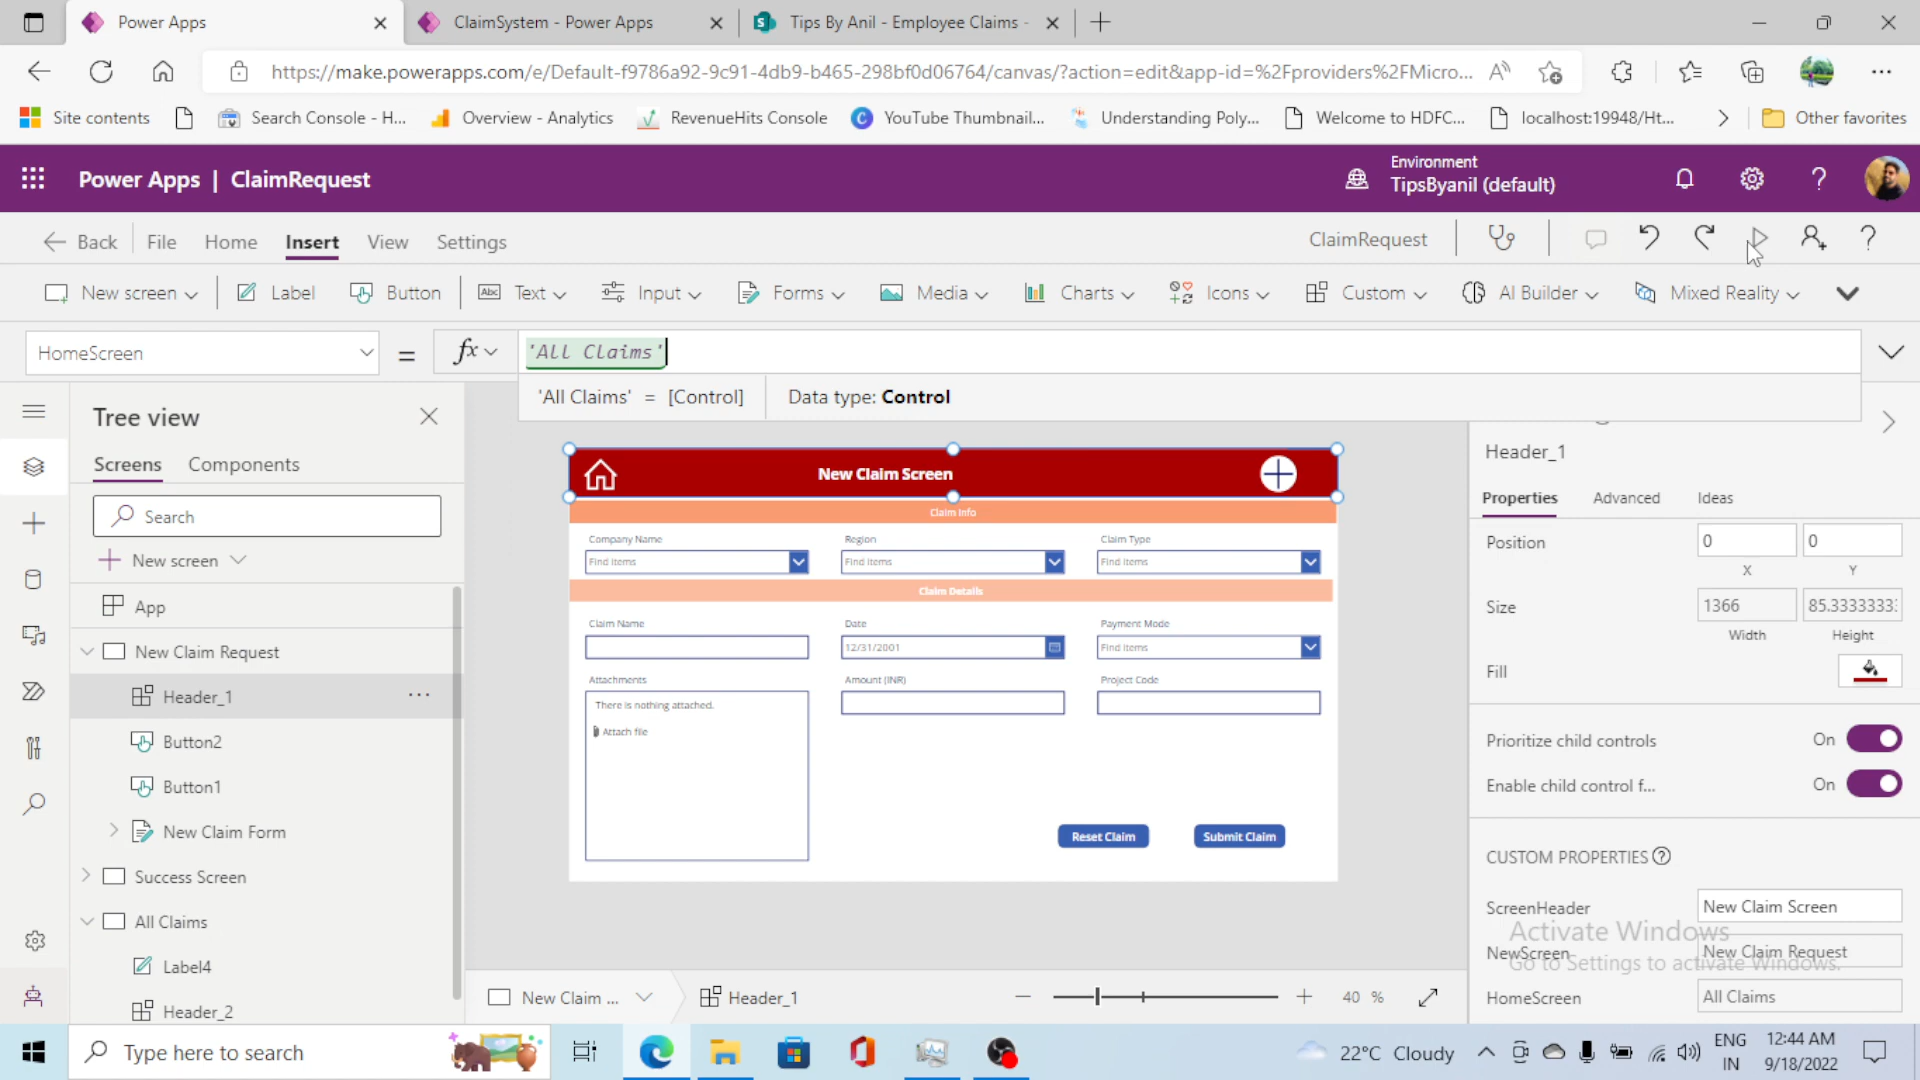 Power Apps
ClaimSystem - Power Apps
Tips By Anil - Employee Claims -
https://make.powerapps.com/e/Default-f9786a92-9c91-4db9-b465-298bf0d06764/canvas/?action=edit&app-id=%2Fproviders%2FMicro...
Site contents
Search Console - H...
Overview - Analytics
RevenueHits Console
YouTube Thumbnail...
Understanding Poly...
Welcome to HDFC...
localhost:19948/Ht...
Other favorites
Power Apps | ClaimRequest
Environment
TipsByanil (default)
Back
File
Home
Insert
View
Settings
ClaimRequest
New screen
Label
Button
Text
Input
Forms
Media
Charts
Icons
Custom
AI Builder
Mixed Reality
HomeScreen
=
fx
'All Claims'
'All Claims' = [Control]
Data type: Control
Tree view
Screens
Components
Search
New screen
App
New Claim Request
Header_1
Button2
Button1
New Claim Form
Success Screen
All Claims
Label4
Header_2
New Claim Screen
Claim Info
Company Name
Region
Claim Type
Find items
Find items
Find items
Claim Details
Claim Name
Date
Payment Mode
12/31/2001
Find items
Attachments
Amount (INR)
Project Code
There is nothing attached.
Attach file
Reset Claim
Submit Claim
New Claim ...
Header_1
40 %
Header_1
Properties
Advanced
Ideas
Position
0
0
X
Y
Size
1366
85.3333333:
Width
Height
Fill
Prioritize child controls
On
Enable child control f...
On
CUSTOM PROPERTIES
ScreenHeader
New Claim Screen
Activate Windows
NewScreen
New Claim Request
Go to Settings to activate Windows.
HomeScreen
All Claims
Type here to search
22°C Cloudy
ENG
IN
12:44 AM
9/18/2022